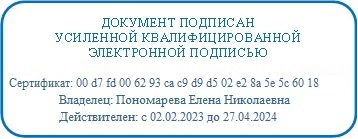 ДОКУМЕНТ ПОДПИСАН
УСИЛЕННОЙ КВАЛИФИЦИРОВАННОЙ
ЭЛЕКТРОННОЙ ПОДПИСЬЮ
Сертификат: 00 d7 fd 00 62 93 ca c9 d9 d5 02 e2 8a 5e 5c 60 18
Владелец: Пономарева Елена Николаевна
Действителен: с 02.02.2023 до 27.04.2024